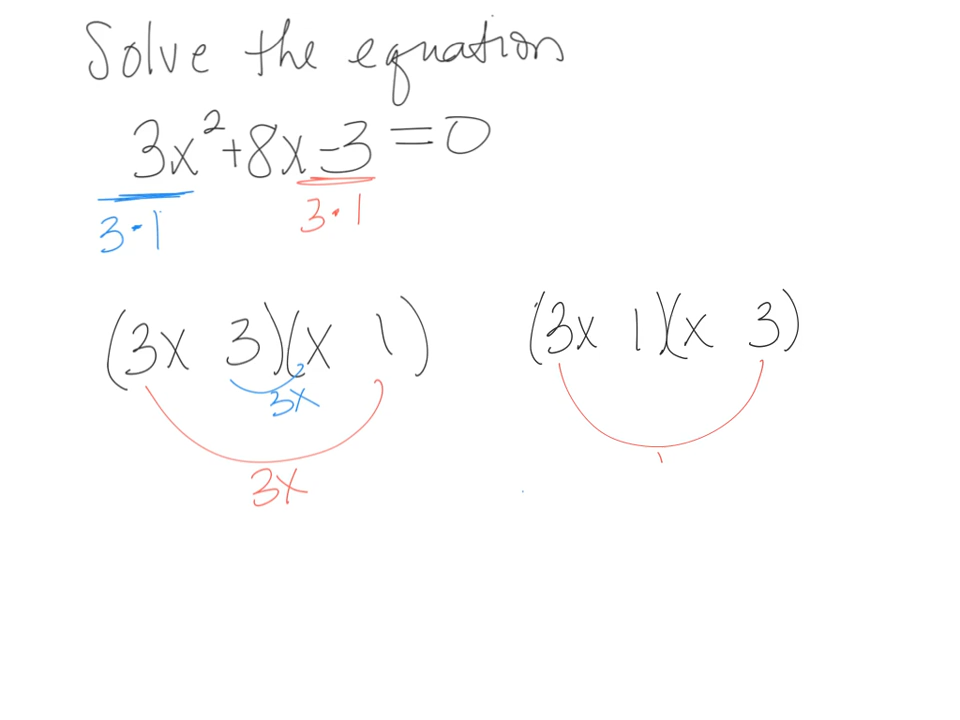 Solve the equation
3x²+8x-3=0
3·1 3·1
(3x 3)(x 1) (3x 1)(x 3)
3x
3x